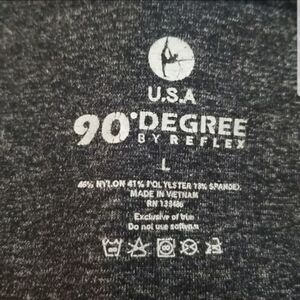 U.S.A
90°DEGREE
BY REFLEX
L
46% NYLON 41% POLYLSTER 13% SPANDEX
MADE IN VIETNAM
RN 133486
Exclusive of trim
Do not use softener